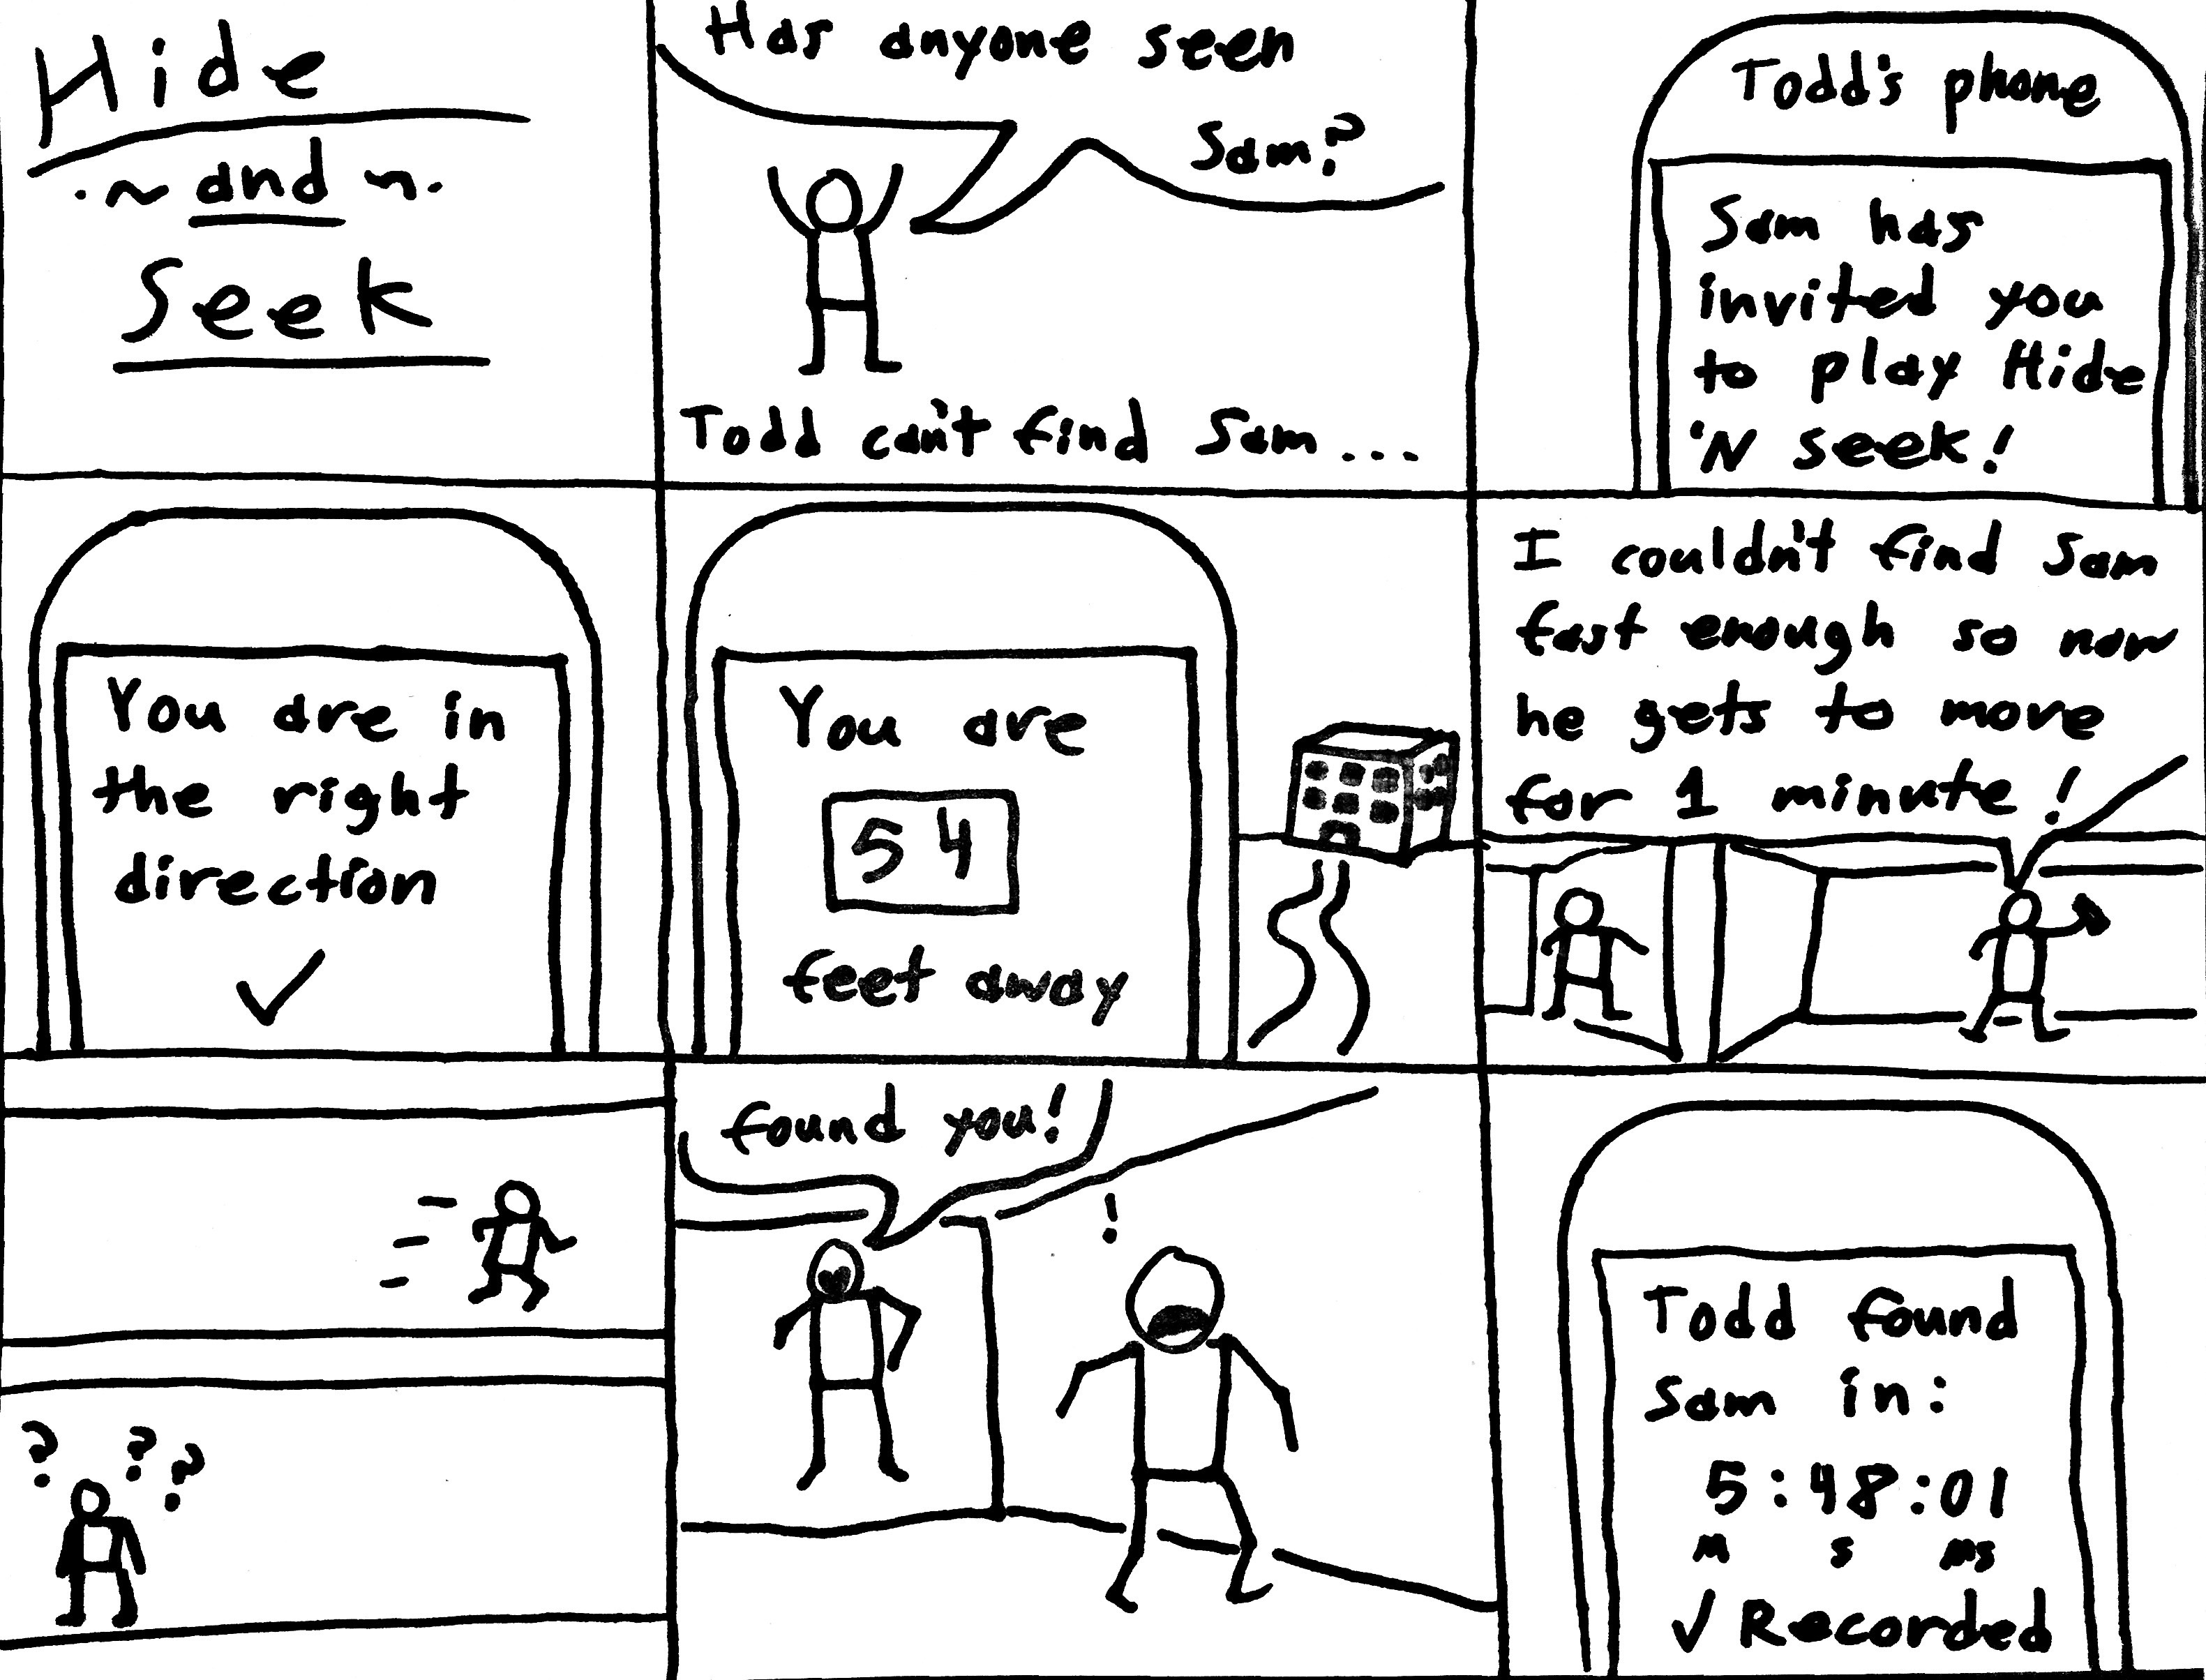 Hide
.~ and ~.
Seek
Has anyone seen
Sam?
Todd can't find Sam...
Todd's phone
Sam has
invited you
to play Hide
'N seek!
You are in
the right
direction
✓
You are
54
feet away
I couldn't find Sam
fast enough so now
he gets to move
for 1 minute!
? ? ?
found you!
!
Todd found
Sam in:
5:48:01
M S MS
✓ Recorded